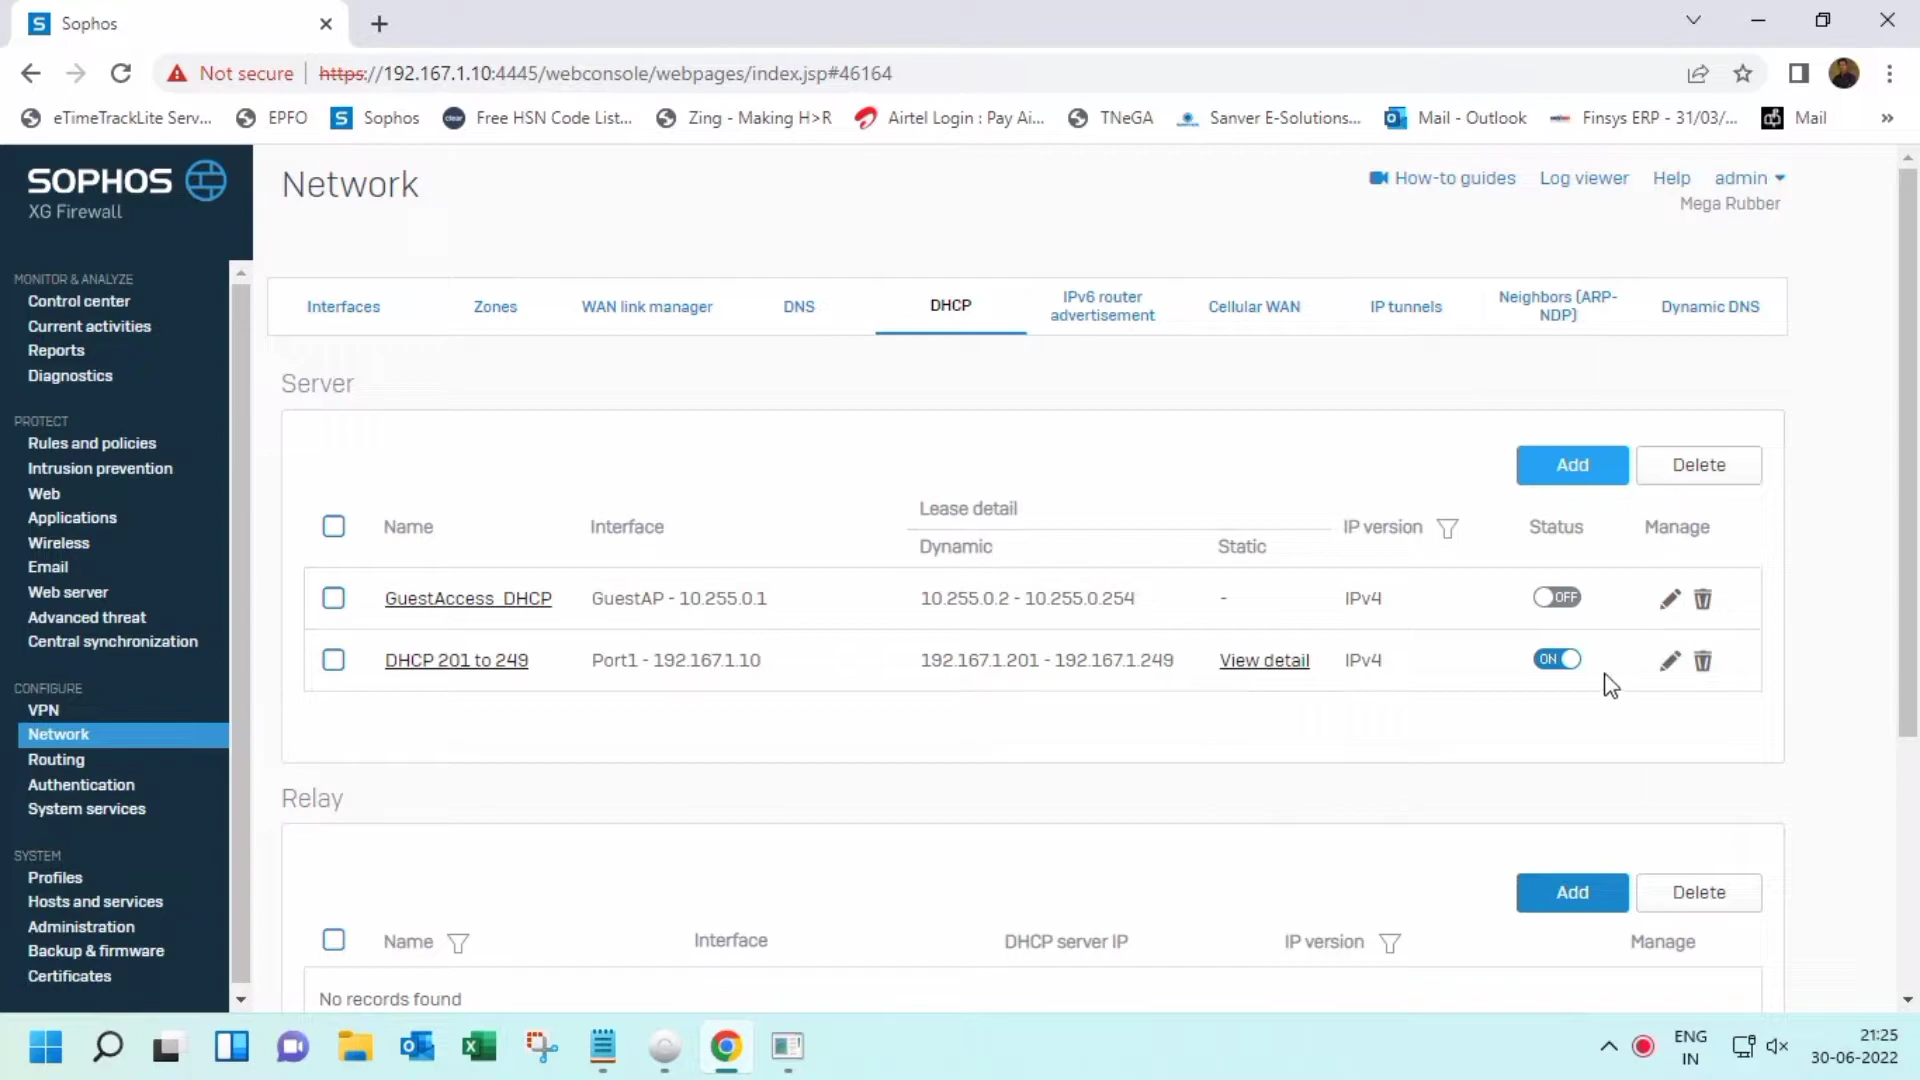 Sophos
Not secure https://192.167.1.10:4445/webconsole/webpages/index.jsp#46164
eTimeTrackLite Serv... EPFO Sophos Free HSN Code List... Zing - Making H>R Airtel Login : Pay Ai... TNeGA Sanver E-Solutions... Mail - Outlook Finsys ERP - 31/03/... Mail »
SOPHOS
XG Firewall
MONITOR & ANALYZE
Control center
Current activities
Reports
Diagnostics
PROTECT
Rules and policies
Intrusion prevention
Web
Applications
Wireless
Email
Web server
Advanced threat
Central synchronization
CONFIGURE
VPN
Network
Routing
Authentication
System services
SYSTEM
Profiles
Hosts and services
Administration
Backup & firmware
Certificates
Network
How-to guides Log viewer Help admin
Mega Rubber
Interfaces Zones WAN link manager DNS DHCP IPv6 router advertisement Cellular WAN IP tunnels Neighbors (ARP-NDP) Dynamic DNS
Server
Add Delete
Lease detail
Name Interface Dynamic Static IP version Status Manage
GuestAccess_DHCP GuestAP - 10.255.0.1 10.255.0.2 - 10.255.0.254 - IPv4 OFF
DHCP 201 to 249 Port1 - 192.167.1.10 192.167.1.201 - 192.167.1.249 View detail IPv4 ON
Relay
Add Delete
Name Interface DHCP server IP IP version Manage
No records found
ENG
IN
21:25
30-06-2022